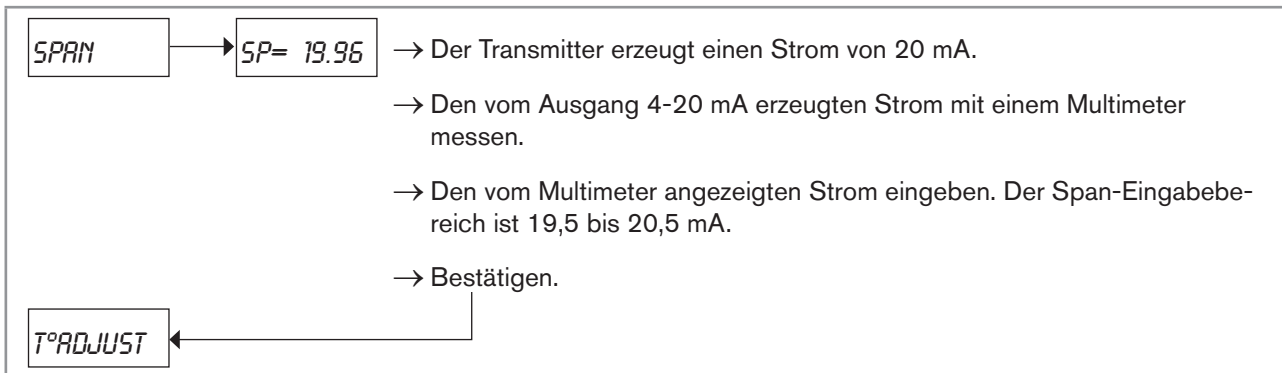 SPAN
SP= 19.96
→ Der Transmitter erzeugt einen Strom von 20 mA.
→ Den vom Ausgang 4-20 mA erzeugten Strom mit einem Multimeter
messen.
→ Den vom Multimeter angezeigten Strom eingeben. Der Span-Eingabebe-
reich ist 19,5 bis 20,5 mA.
→ Bestätigen.
T°ADJUST